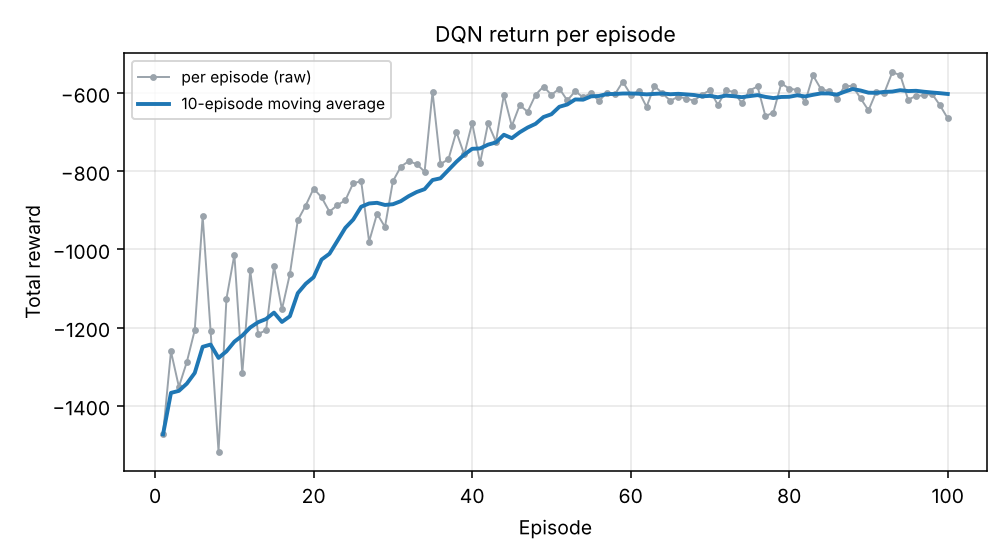 DQN return per episode
per episode (raw)
10-episode moving average
Total reward
−600
−800
−1000
−1200
−1400
0 20 40 60 80 100
Episode